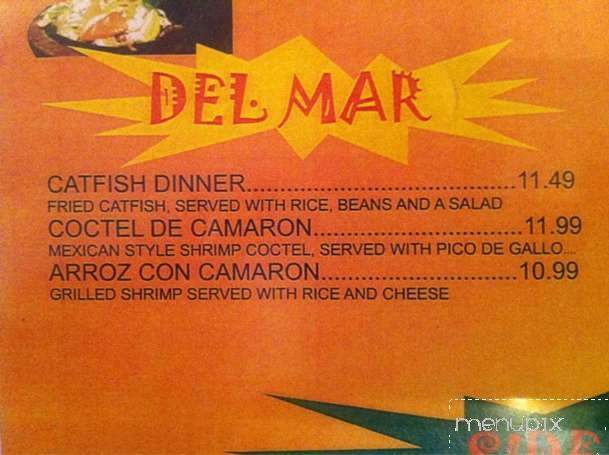 DEL MAR
CATFISH DINNER........................................11.49
FRIED CATFISH, SERVED WITH RICE, BEANS AND A SALAD
COCTEL DE CAMARON...............................11.99
MEXICAN STYLE SHRIMP COCTEL, SERVED WITH PICO DE GALLO...
ARROZ CON CAMARON.............................10.99
GRILLED SHRIMP SERVED WITH RICE AND CHEESE
menupix
SIDE